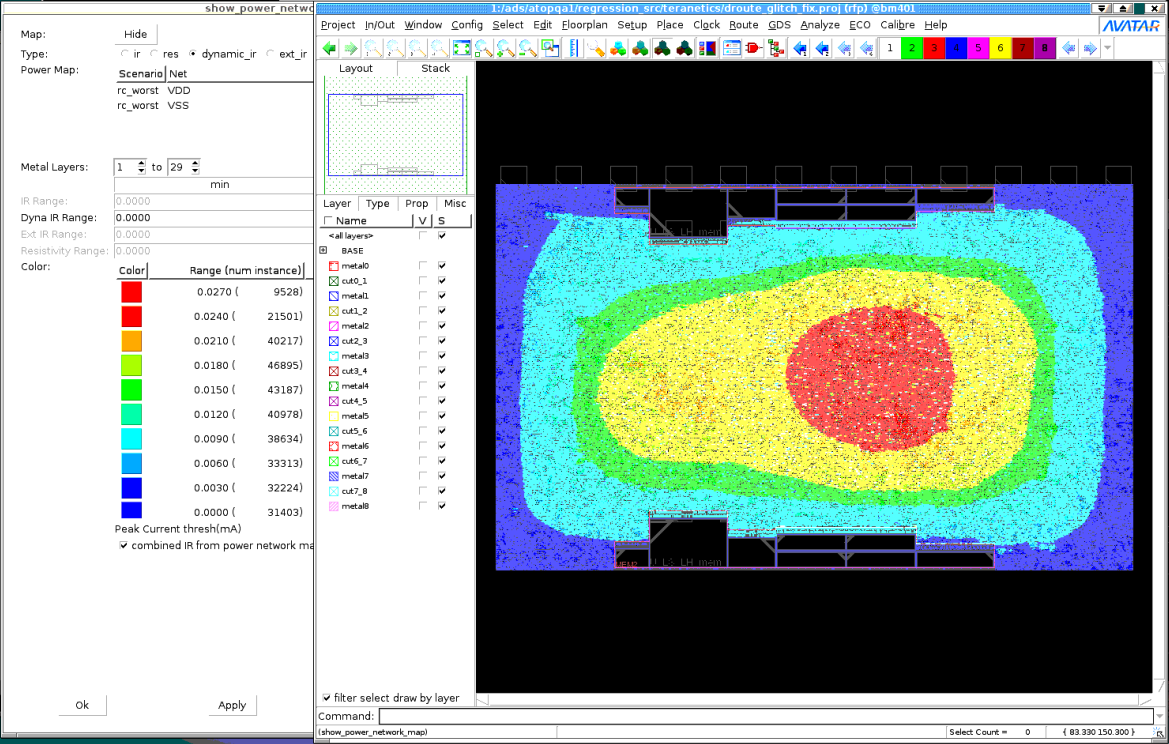 show_power_netwo
Map:
Hide
Type:
ir
res
dynamic_ir
ext_ir
Power Map:
Scenario Net
rc_worst VDD
rc_worst VSS
Metal Layers:
1
to
29
min
IR Range:
0.0000
Dyna IR Range:
0.0000
Ext IR Range:
0.0000
Resistivity Range:
0.0000
Color:
Color
Range (num instance)
0.0270 ( 9528)
0.0240 ( 21501)
0.0210 ( 40217)
0.0180 ( 46895)
0.0150 ( 43187)
0.0120 ( 40978)
0.0090 ( 38634)
0.0060 ( 33313)
0.0030 ( 32224)
0.0000 ( 31403)
Peak Current thresh(mA)
combined IR from power network ma
Ok
Apply
1:/ads/atopqa1/regression_src/teranetics/droute_glitch_fix.proj (rfp) @bm401
Project In/Out Window Config Select Edit Floorplan Setup Place Clock Route GDS Analyze ECO Calibre Help
AVATAR
1 2 3 4 5 6 7 8
Layout Stack
Layer Type Prop Misc
Name V S
<all layers>
BASE
metal0
cut0_1
metal1
cut1_2
metal2
cut2_3
metal3
cut3_4
metal4
cut4_5
metal5
cut5_6
metal6
cut6_7
metal7
cut7_8
metal8
filter select draw by layer
Command:
(show_power_network_map)
Select Count = 0
( 83.330 150.300 )